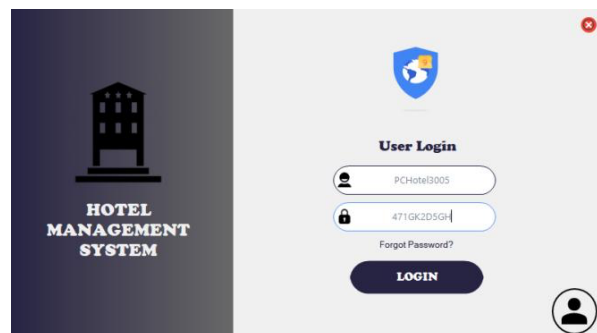 HOTEL
MANAGEMENT
SYSTEM
User Login
PCHotel3005
471GK2D5GH
Forgot Password?
LOGIN